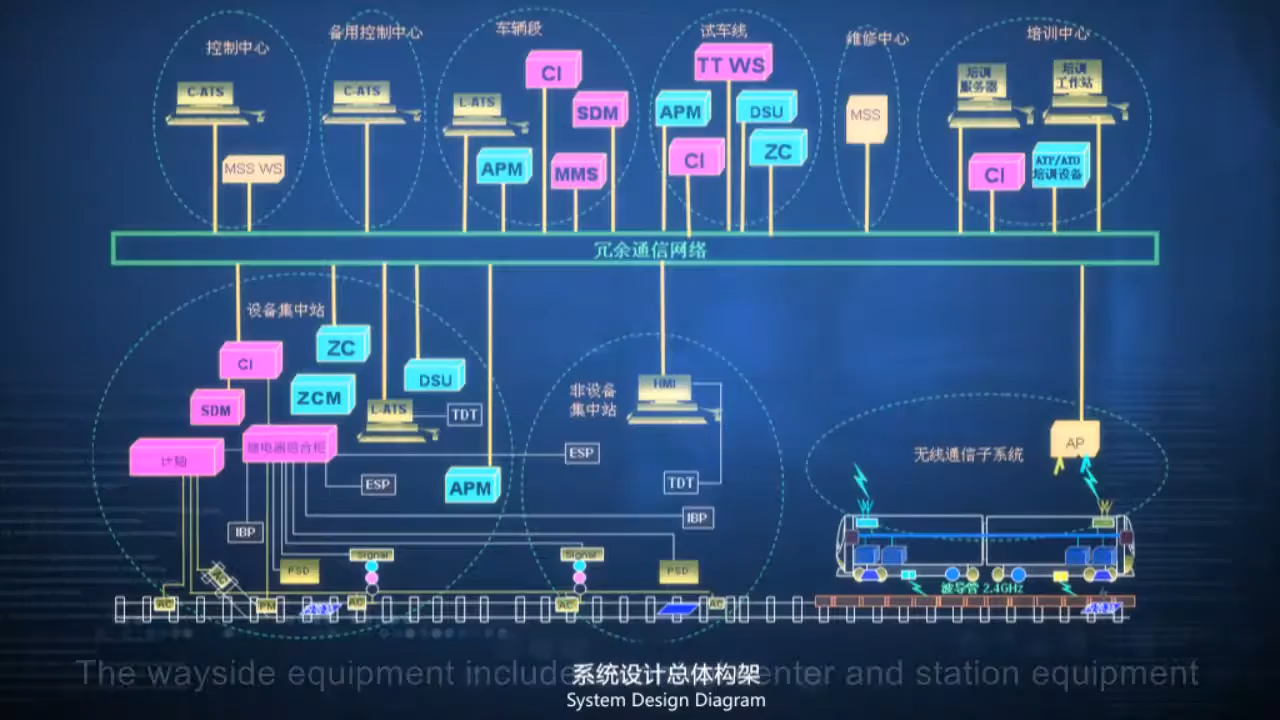 控制中心
备用控制中心
车辆段
试车线
维修中心
培训中心
C-ATS
MSS WS
C-ATS
L-ATS
CI
SDM
APM
MMS
TT WS
APM
DSU
CI
ZC
MSS
培训
服务器
培训
工作站
CI
ATP/ATO
培训设备
冗余通信网络
设备集中站
CI
ZC
SDM
ZCM
DSU
L-ATS
TDT
计轴
继电器组合柜
ESP
APM
IBP
PSD
Signal
AC
AC
PM
AC
非设备
集中站
HMI
ESP
TDT
IBP
Signal
PSD
AC
AC
无线通信子系统
AP
波导管 2.4GHz
The wayside equipment include
enter and station equipment
系统设计总体构架
System Design Diagram